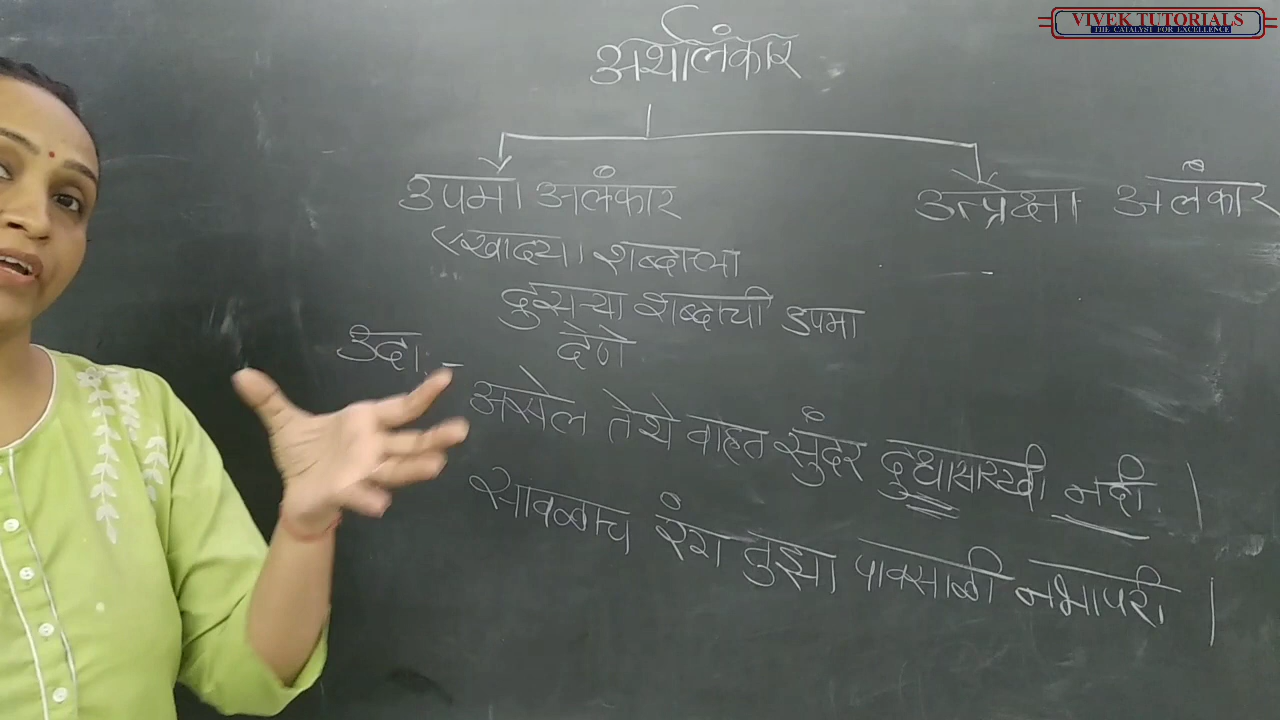 VIVEK TUTORIALS
THE CATALYST FOR EXCELLENCE
अर्थालंकार
उपमा अलंकार
उत्प्रेक्षा अलंकार
एखादया शब्दाच्या
दुसऱ्या शब्दाची उपमा
देणे
उदा. -
असेल तेथे वाहत सुंदर दुधासारखी नदी.
सावळाच रंग तुझा पावसाळी नभापरी